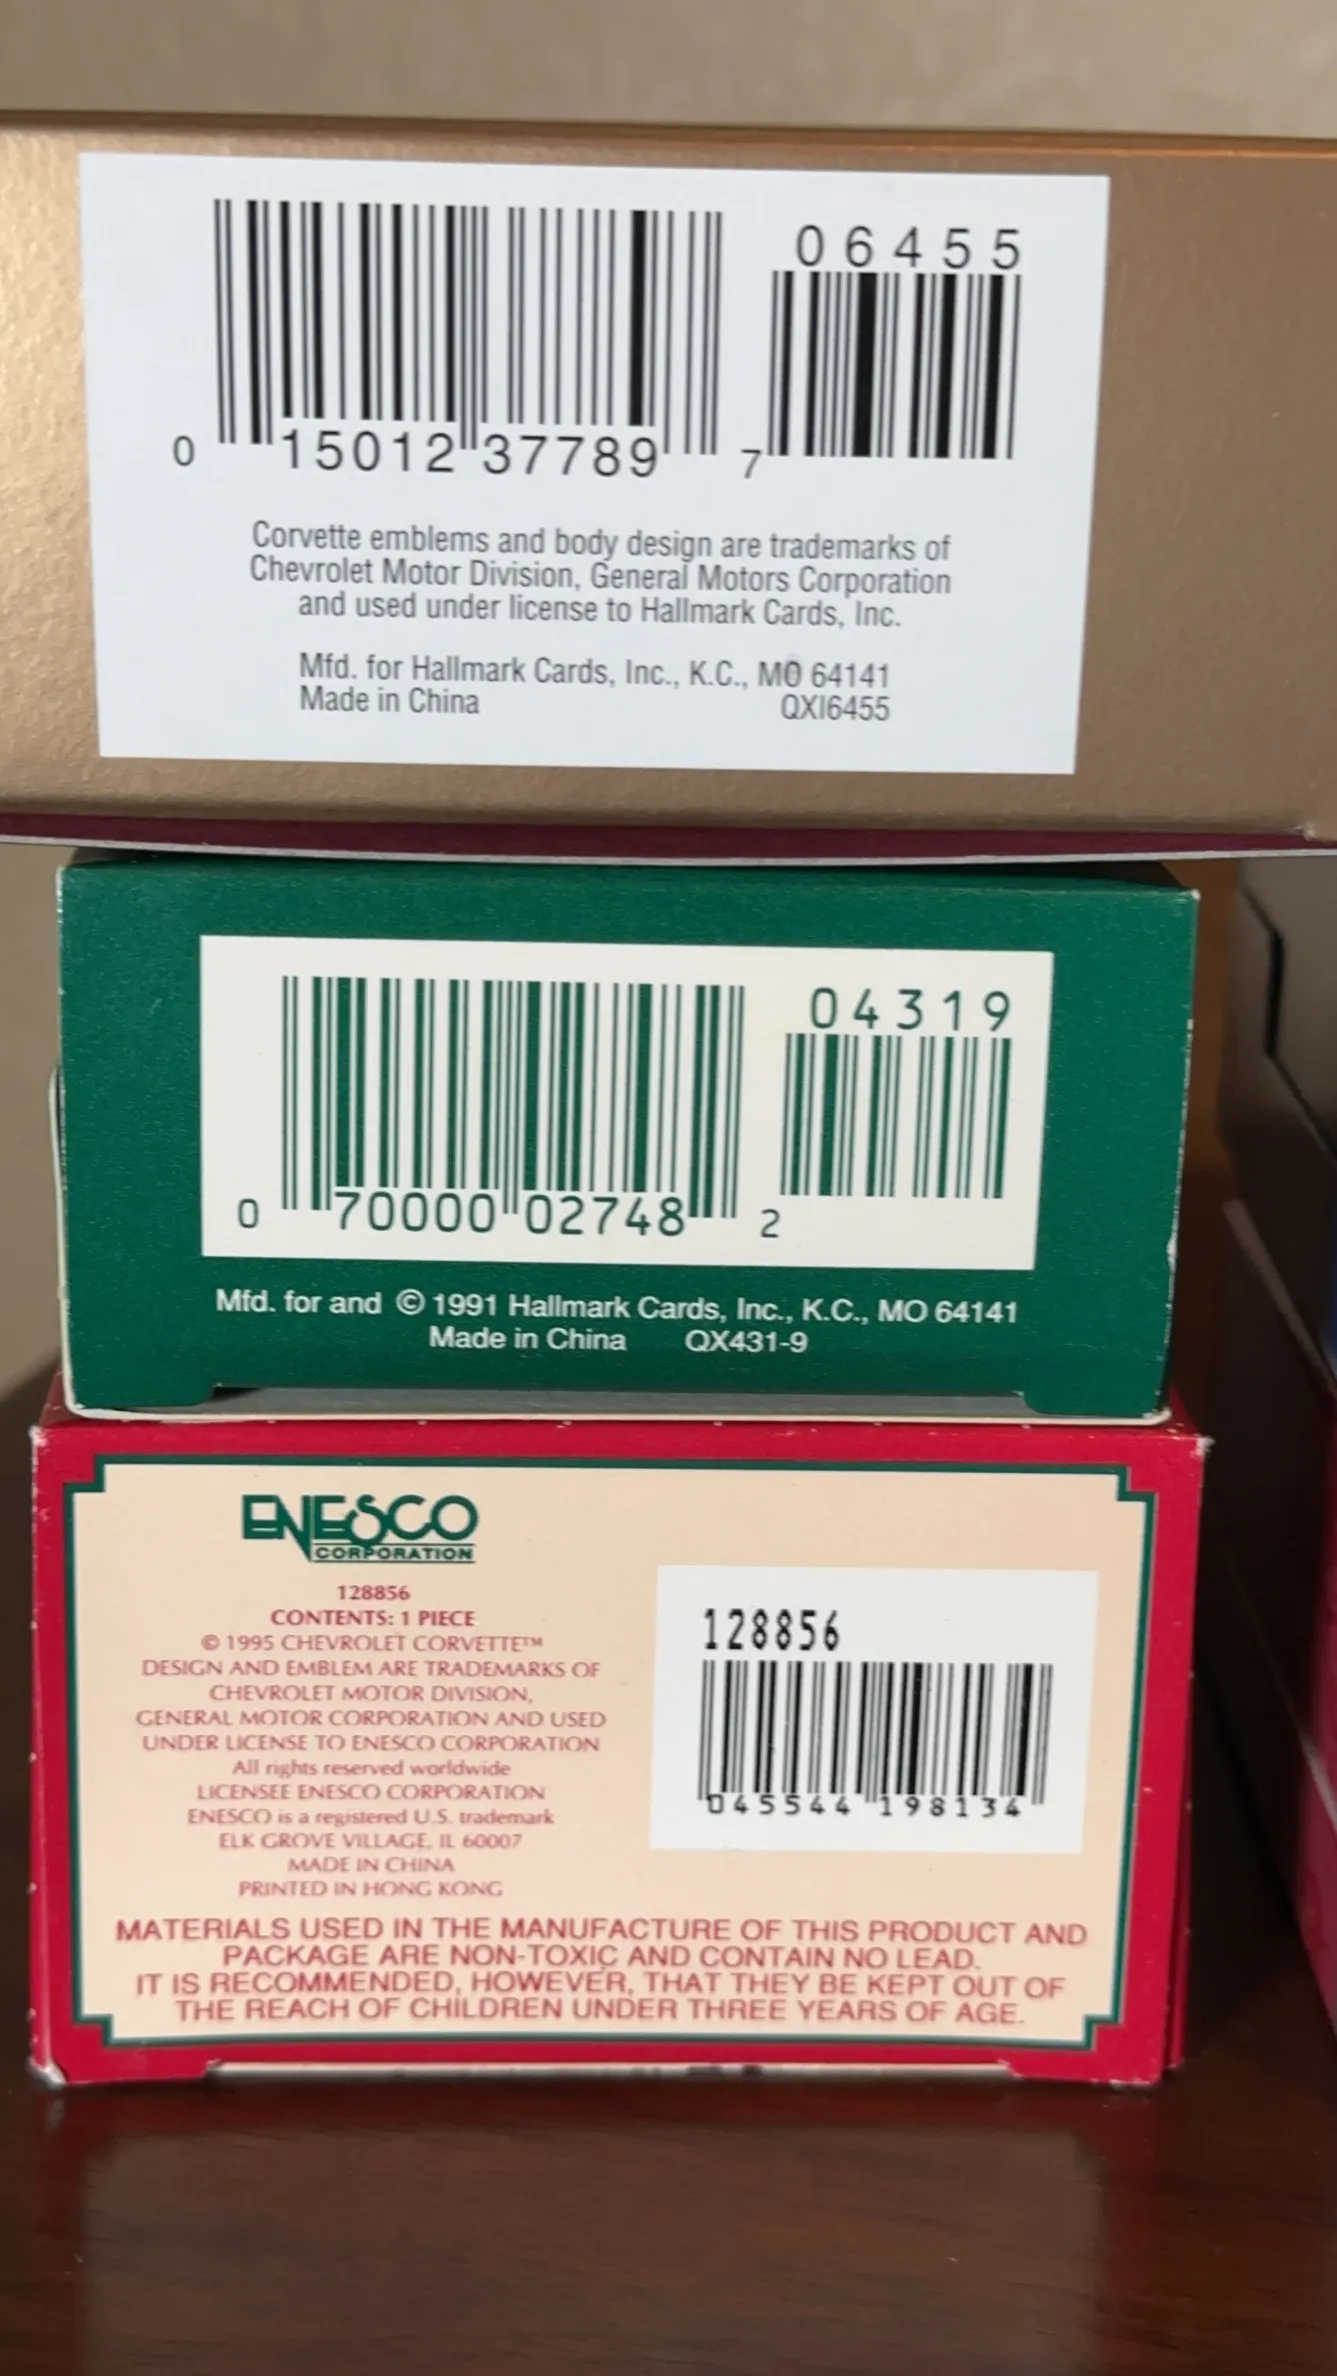 06455
0 15012 37789 7
Corvette emblems and body design are trademarks of
Chevrolet Motor Division, General Motors Corporation
and used under license to Hallmark Cards, Inc.
Mfd. for Hallmark Cards, Inc., K.C., MO 64141
Made in China QXI6455
04319
0 70000 02748 2
Mfd. for and © 1991 Hallmark Cards, Inc., K.C., MO 64141
Made in China QX431-9
ENESCO
CORPORATION
128856
CONTENTS: 1 PIECE
© 1995 CHEVROLET CORVETTE™
DESIGN AND EMBLEM ARE TRADEMARKS OF
CHEVROLET MOTOR DIVISION,
GENERAL MOTOR CORPORATION AND USED
UNDER LICENSE TO ENESCO CORPORATION
All rights reserved worldwide
LICENSEE ENESCO CORPORATION
ENESCO is a registered U.S. trademark
ELK GROVE VILLAGE, IL 60007
MADE IN CHINA
PRINTED IN HONG KONG
128856
045544 198134
MATERIALS USED IN THE MANUFACTURE OF THIS PRODUCT AND
PACKAGE ARE NON-TOXIC AND CONTAIN NO LEAD.
IT IS RECOMMENDED, HOWEVER, THAT THEY BE KEPT OUT OF
THE REACH OF CHILDREN UNDER THREE YEARS OF AGE.